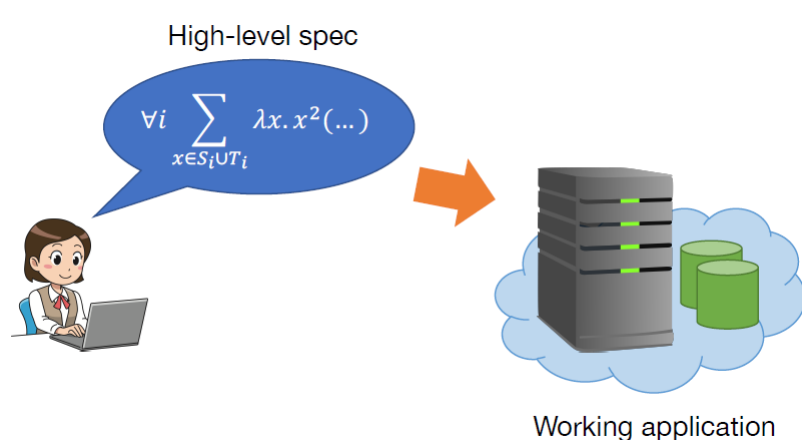 High-level spec
∀i ∑ λx. x²(...)
x∈Sᵢ∪Tᵢ
Working application